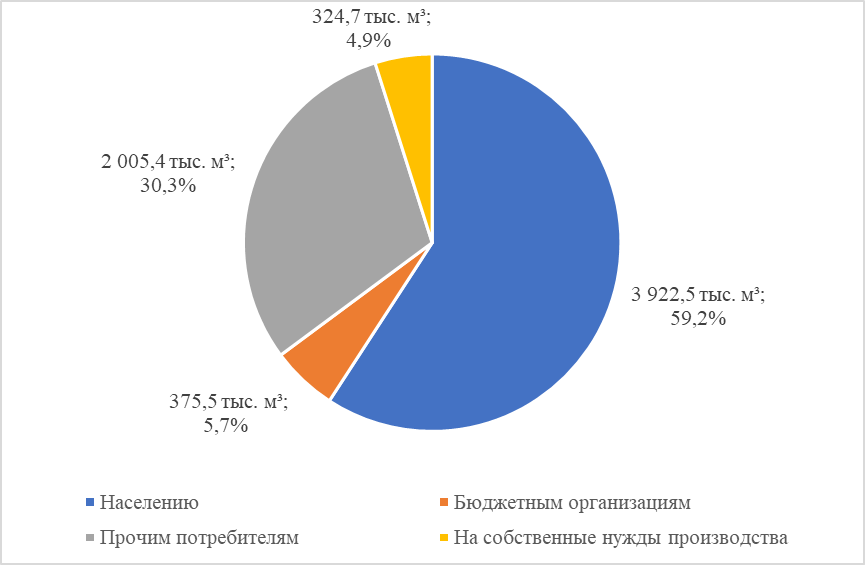 324,7 тыс. м³;
4,9%
2 005,4 тыс. м³;
30,3%
3 922,5 тыс. м³;
59,2%
375,5 тыс. м³;
5,7%
Населению
Бюджетным организациям
Прочим потребителям
На собственные нужды производства